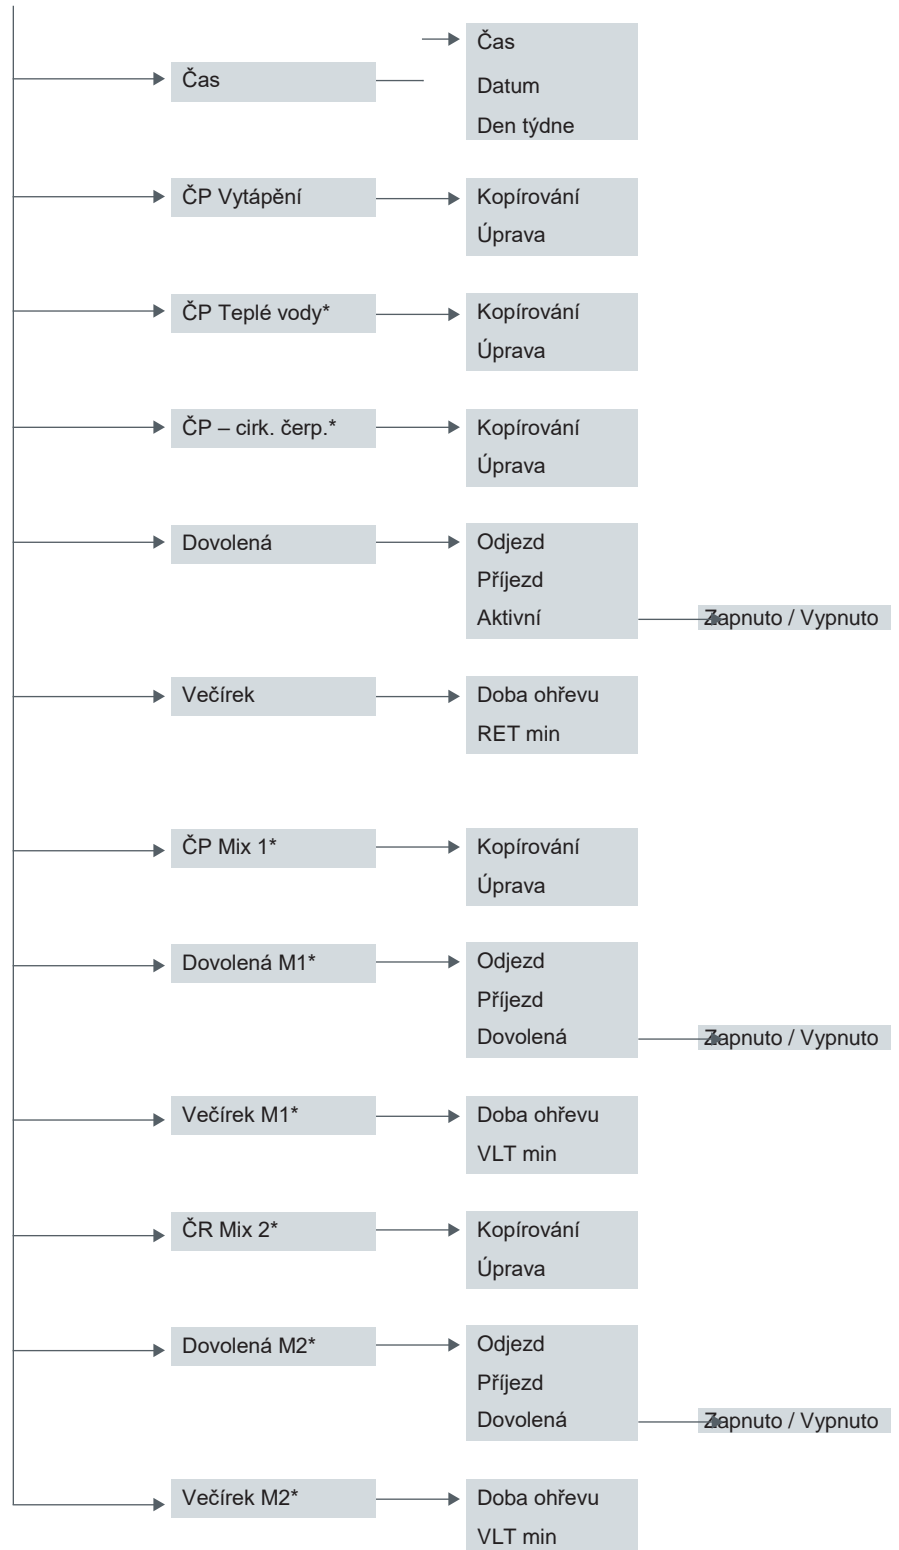 Čas
Čas
Datum
Den týdne
ČP Vytápění
Kopírování
Úprava
ČP Teplé vody*
Kopírování
Úprava
ČP – cirk. čerp.*
Kopírování
Úprava
Dovolená
Odjezd
Příjezd
Aktivní
Zapnuto / Vypnuto
Večírek
Doba ohřevu
RET min
ČP Mix 1*
Kopírování
Úprava
Dovolená M1*
Odjezd
Příjezd
Dovolená
Zapnuto / Vypnuto
Večírek M1*
Doba ohřevu
VLT min
ČR Mix 2*
Kopírování
Úprava
Dovolená M2*
Odjezd
Příjezd
Dovolená
Zapnuto / Vypnuto
Večírek M2*
Doba ohřevu
VLT min